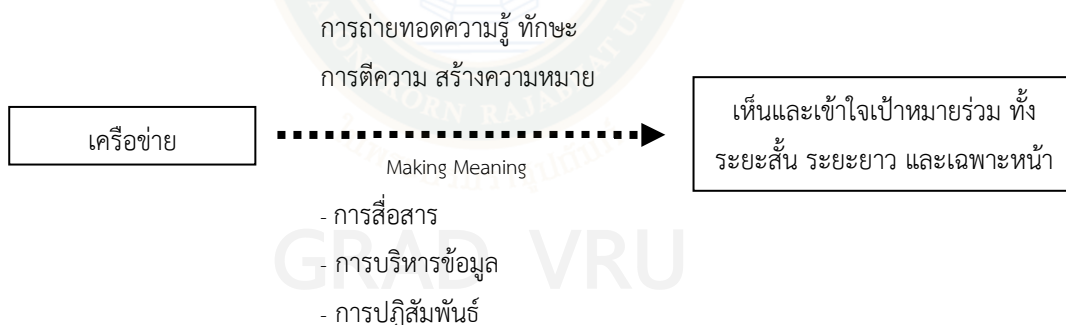 การถ่ายทอดความรู้ ทักษะ
การตีความ สร้างความหมาย
เครือข่าย
Making Meaning
เห็นและเข้าใจเป้าหมายร่วม ทั้ง
ระยะสั้น ระยะยาว และเฉพาะหน้า
- การสื่อสาร
- การบริหารข้อมูล
- การปฏิสัมพันธ์
GRAD VRU